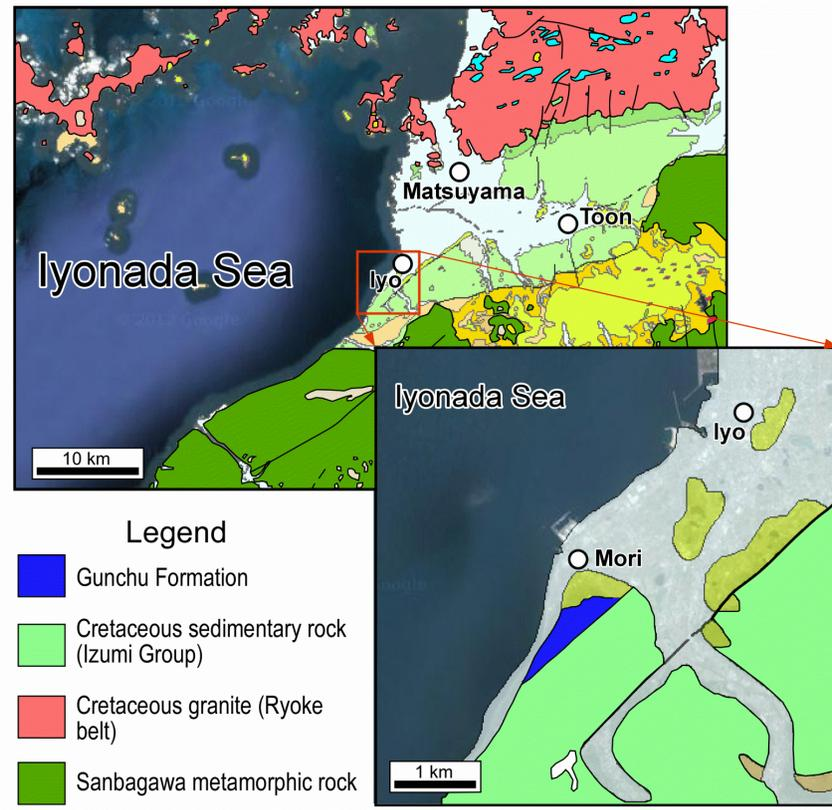 Matsuyama
Toon
Iyonada Sea
Iyo
10 km
Iyonada Sea
Iyo
Mori
1 km
Legend
Gunchu Formation
Cretaceous sedimentary rock
(Izumi Group)
Cretaceous granite (Ryoke
belt)
Sanbagawa metamorphic rock